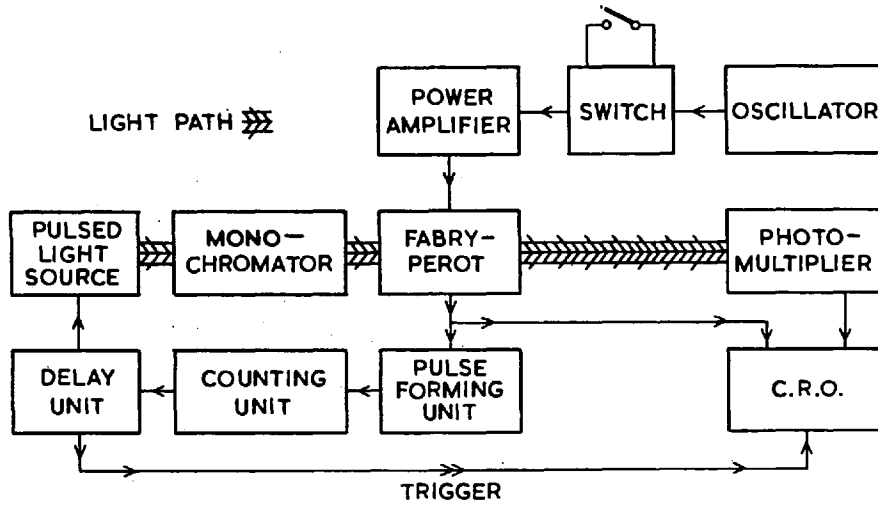 POWER
AMPLIFIER
SWITCH
OSCILLATOR
LIGHT PATH
PULSED
LIGHT
SOURCE
MONO-
CHROMATOR
FABRY-
PEROT
PHOTO-
MULTIPLIER
DELAY
UNIT
COUNTING
UNIT
PULSE
FORMING
UNIT
C.R.O.
TRIGGER